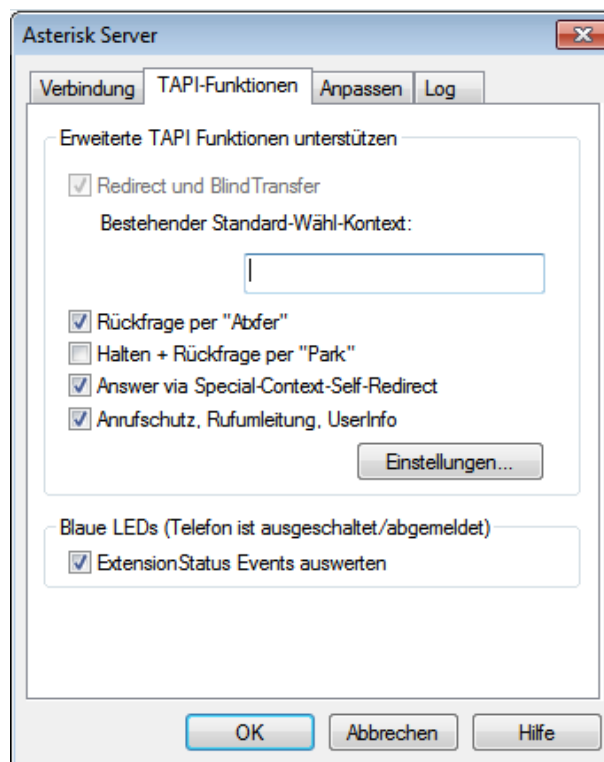 Asterisk Server
Verbindung TAPI-Funktionen Anpassen Log
Erweiterte TAPI Funktionen unterstützen
Redirect und BlindTransfer
Bestehender Standard-Wähl-Kontext:
Rückfrage per "Atxfer"
Halten + Rückfrage per "Park"
Answer via Special-Context-Self-Redirect
Anrufschutz, Rufumleitung, UserInfo
Einstellungen...
Blaue LEDs (Telefon ist ausgeschaltet/abgemeldet)
ExtensionStatus Events auswerten
OK Abbrechen Hilfe